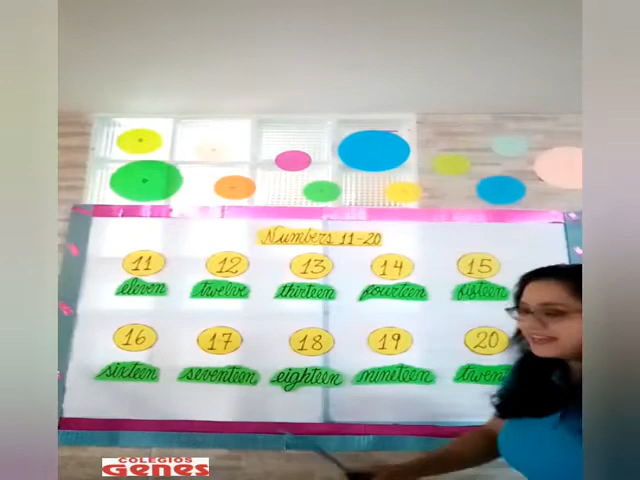 Numbers 11-20
11 12 13 14 15
eleven twelve thirteen fourteen fifteen
16 17 18 19 20
sixteen seventeen eighteen nineteen twen
COLEGIOS
Genes